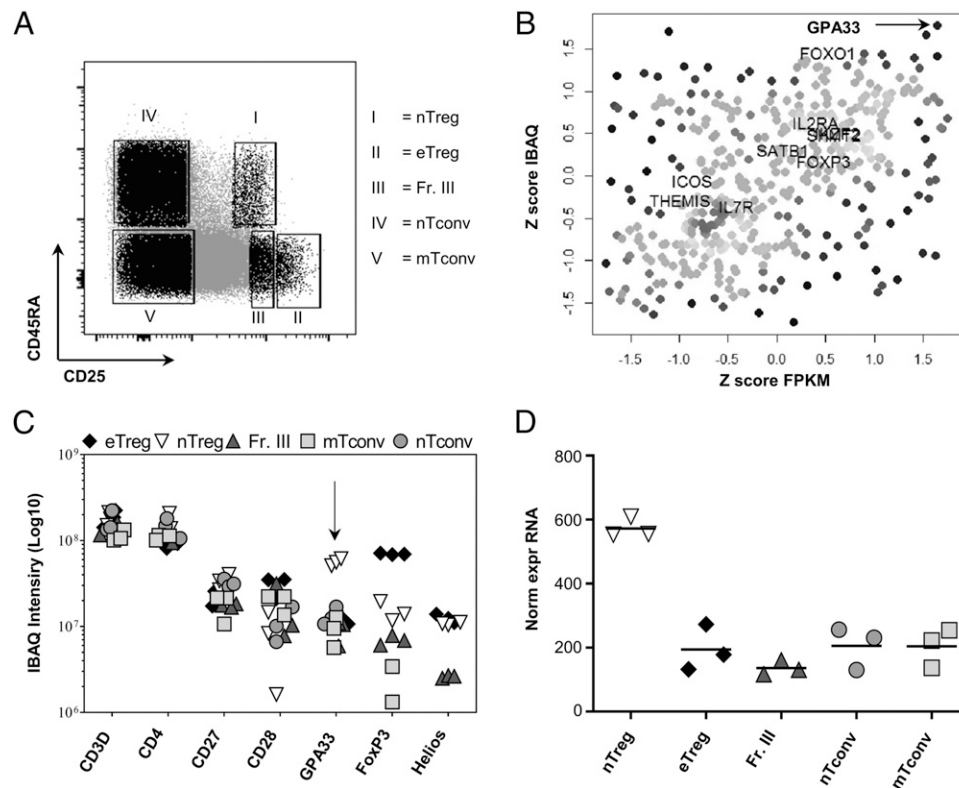 A
IV
I
V
III
II
CD45RA
CD25
I = nTreg
II = eTreg
III = Fr. III
IV = nTconv
V = mTconv
B
GPA33
FOXO1
IL2RA
SATB1
FOXP3
ICOS
THEMIS
IL7R
Z score IBAQ
1.5
1.0
0.5
0.0
-0.5
-1.0
-1.5
-1.5 -1.0 -0.5 0.0 0.5 1.0 1.5
Z score FPKM
C
eTreg nTreg Fr. III mTconv nTconv
IBAQ Intensiry (Log10)
10⁹
10⁸
10⁷
10⁶
CD3D CD4 CD27 CD28 GPA33 FoxP3 Helios
D
Norm expr RNA
800
600
400
200
0
nTreg eTreg Fr. III nTconv mTconv